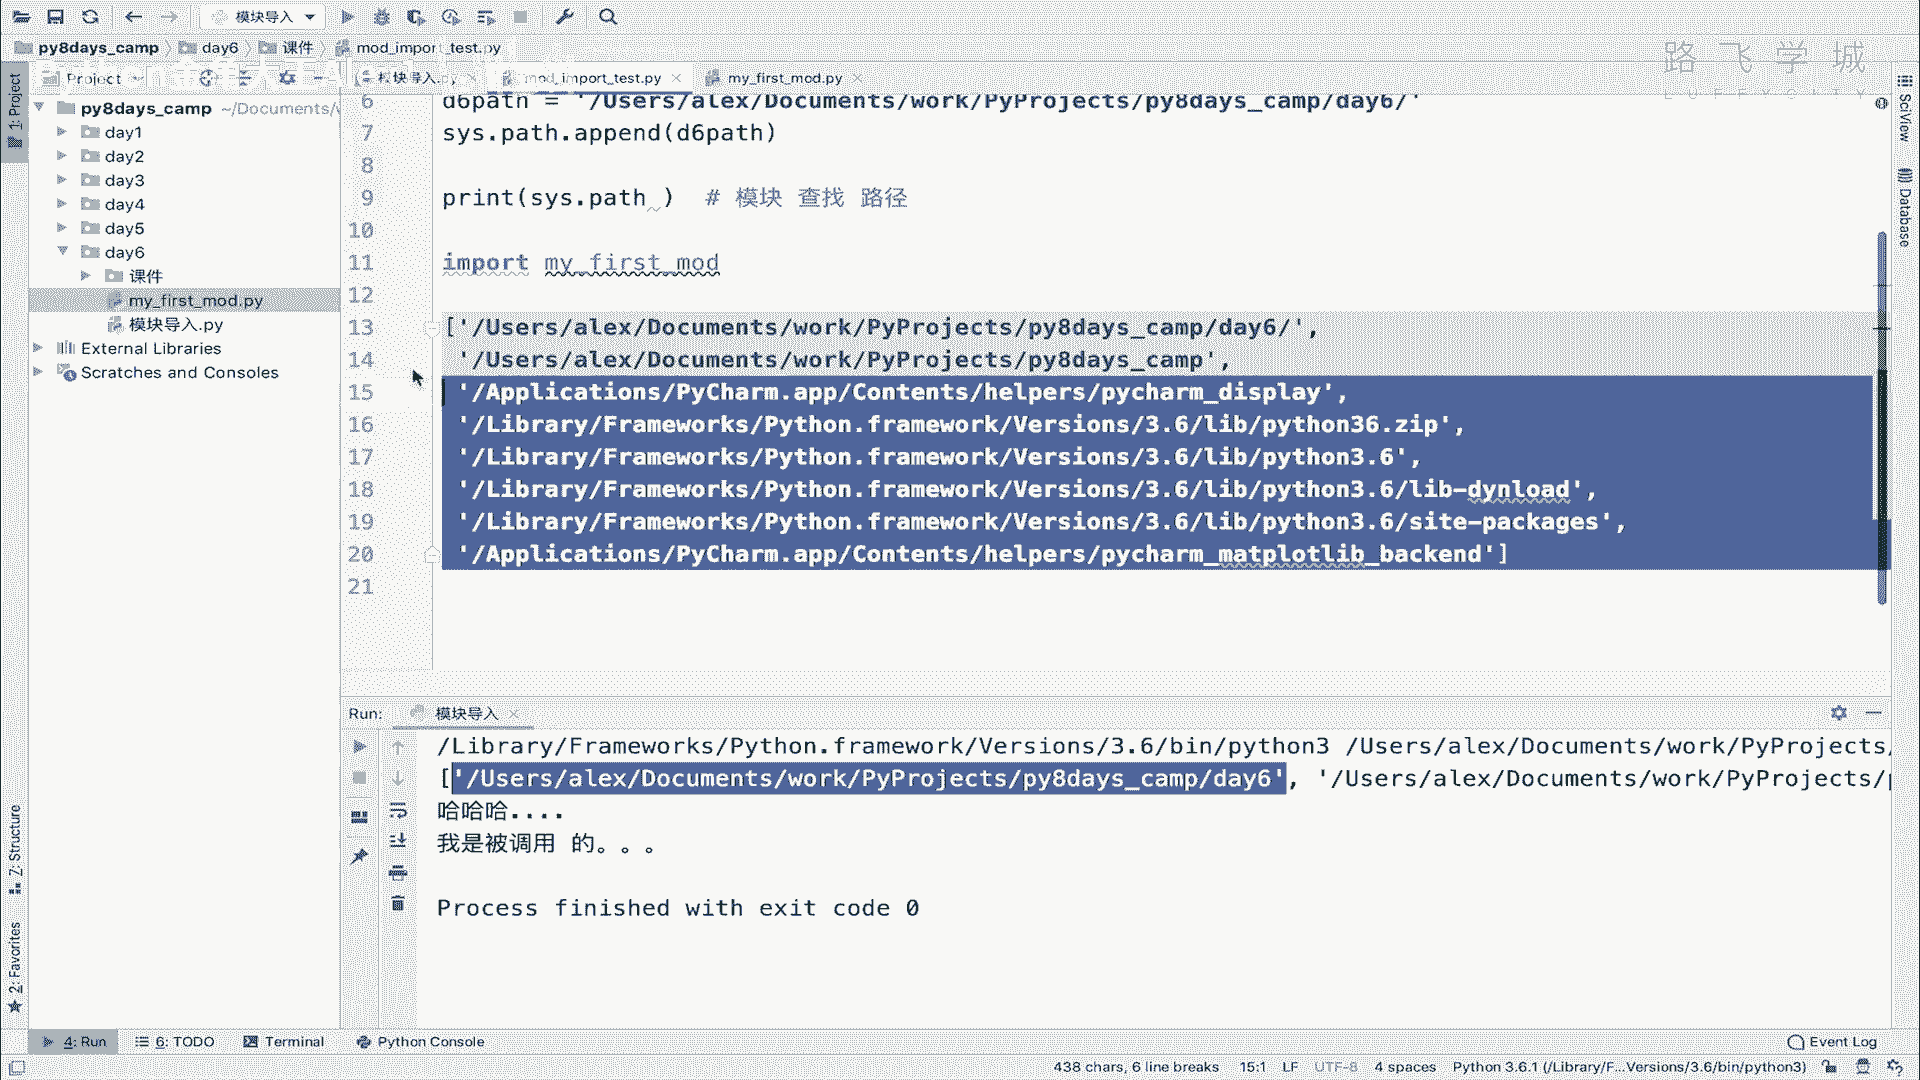 模块导入
py8days_camp
day6
课件
mod_import_test.py
路飞学城
LUFFYCITY
1: Project
Project
模块导入.py
mod_import_test.py
my_first_mod.py
SciView
Database
py8days_camp ~/Documents/
day1
day2
day3
day4
day5
day6
课件
my_first_mod.py
模块导入.py
External Libraries
Scratches and Consoles
6 d6path = '/Users/alex/Documents/work/PyProjects/py8days_camp/day6/'
7 sys.path.append(d6path)
8
9 print(sys.path ) # 模块 查找 路径
10
11 import my_first_mod
12
13 ['/Users/alex/Documents/work/PyProjects/py8days_camp/day6/',
14 '/Users/alex/Documents/work/PyProjects/py8days_camp',
15 '/Applications/PyCharm.app/Contents/helpers/pycharm_display',
16 '/Library/Frameworks/Python.framework/Versions/3.6/lib/python36.zip',
17 '/Library/Frameworks/Python.framework/Versions/3.6/lib/python3.6',
18 '/Library/Frameworks/Python.framework/Versions/3.6/lib/python3.6/lib-dynload',
19 '/Library/Frameworks/Python.framework/Versions/3.6/lib/python3.6/site-packages',
20 '/Applications/PyCharm.app/Contents/helpers/pycharm_matplotlib_backend']
21
Run: 模块导入
/Library/Frameworks/Python.framework/Versions/3.6/bin/python3 /Users/alex/Documents/work/PyProjects/
['/Users/alex/Documents/work/PyProjects/py8days_camp/day6', '/Users/alex/Documents/work/PyProjects/
哈哈哈....
我是被调用 的。。。
Process finished with exit code 0
Z: Structure
2: Favorites
4: Run
6: TODO
Terminal
Python Console
Event Log
438 chars, 6 line breaks
15:1
LF
UTF-8
4 spaces
Python 3.6.1 (/Library/F...Versions/3.6/bin/python3)